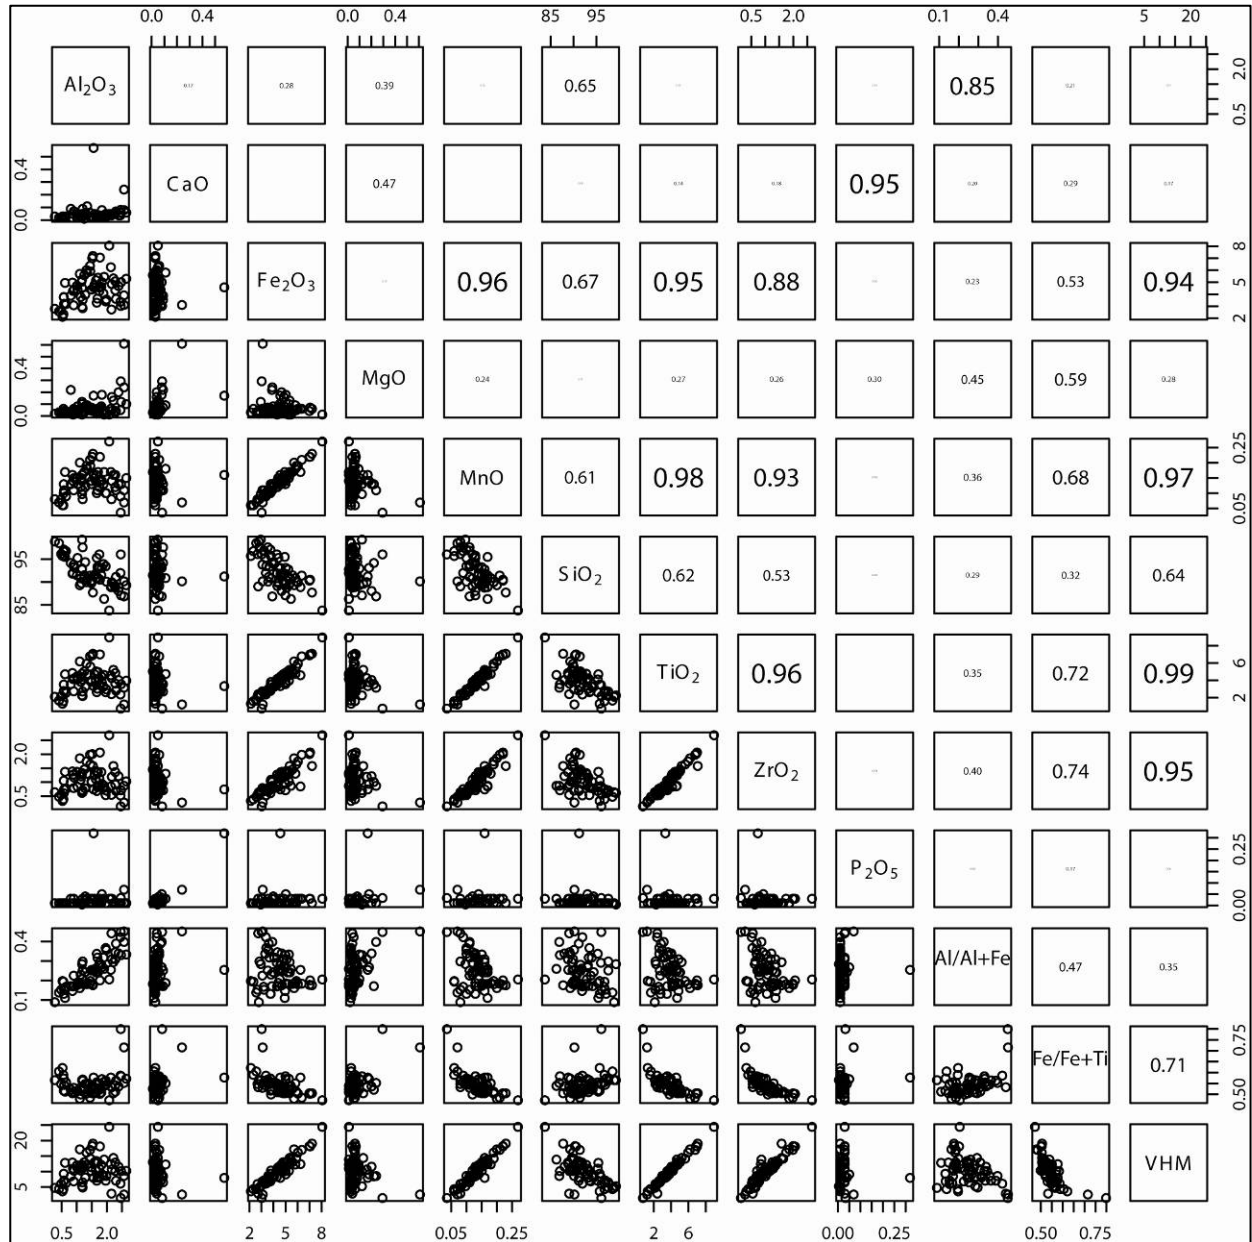 0.0 0.4 0.0 0.4 85 95 0.5 2.0 0.1 0.4 5 20
Al2O3 0.28 0.39 0.65 0.85 0.21 0.5 2.0
0.0 0.4 CaO 0.47 0.95 0.29 0.29
Fe2O3 0.96 0.67 0.95 0.88 0.23 0.53 0.94 2 5 8
0.0 0.4 MgO 0.24 0.27 0.26 0.30 0.45 0.59 0.28
MnO 0.61 0.98 0.93 0.36 0.68 0.97 0.05 0.25
85 95 SiO2 0.62 0.53 0.29 0.32 0.64
TiO2 0.96 0.35 0.72 0.99 2 6
0.5 2.0 ZrO2 0.40 0.74 0.95
P2O5 0.00 0.25
0.1 0.4 Al/Al+Fe 0.47 0.35
Fe/Fe+Ti 0.71 0.50 0.75
5 20 VHM
0.5 2.0 2 5 8 0.05 0.25 2 6 0.00 0.25 0.50 0.75